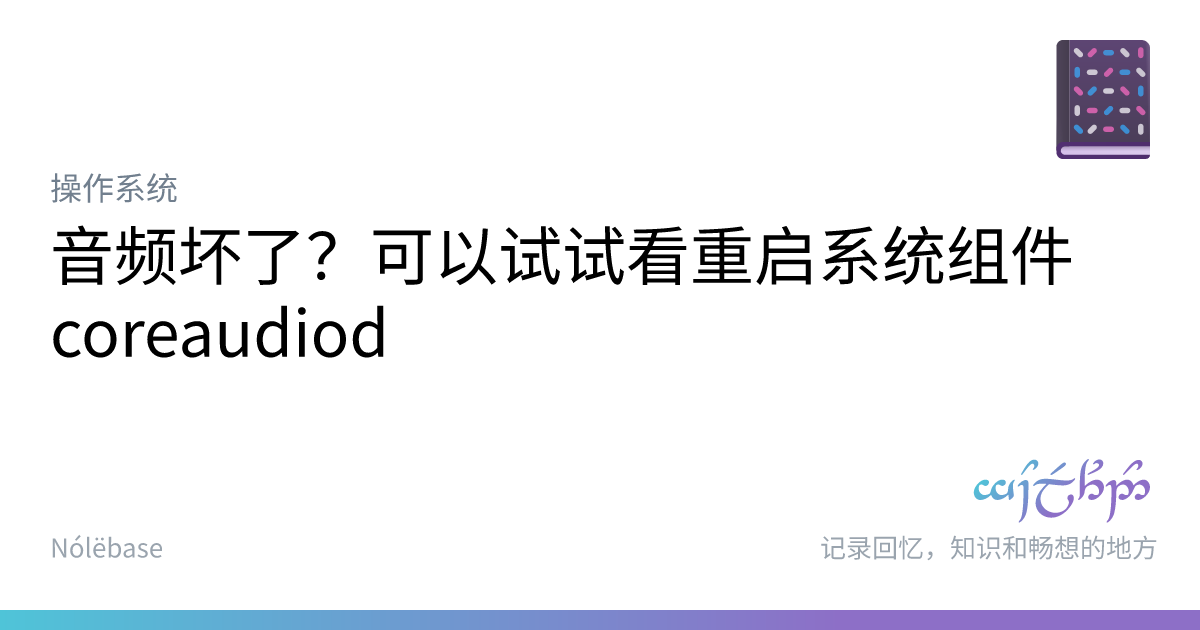 操作系统
音频坏了？可以试试看重启系统组件
coreaudiod
Nólëbase
记录回忆，知识和畅想的地方